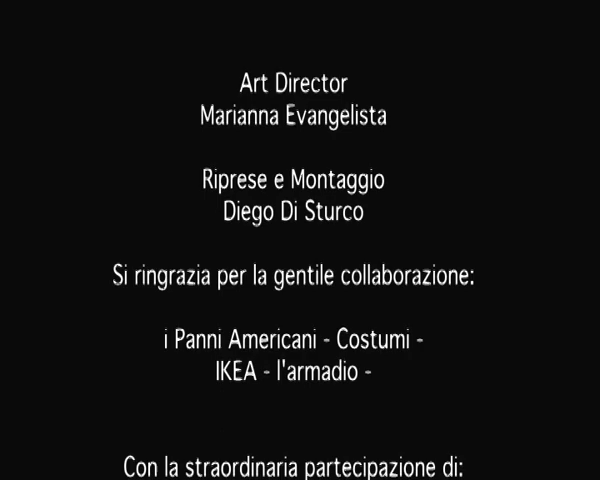 Art Director
Marianna Evangelista
Riprese e Montaggio
Diego Di Sturco
Si ringrazia per la gentile collaborazione:
i Panni Americani - Costumi -
IKEA - l'armadio -
Con la straordinaria partecipazione di: